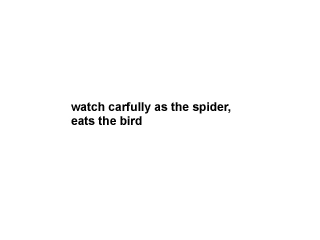 watch carfully as the spider,
eats the bird